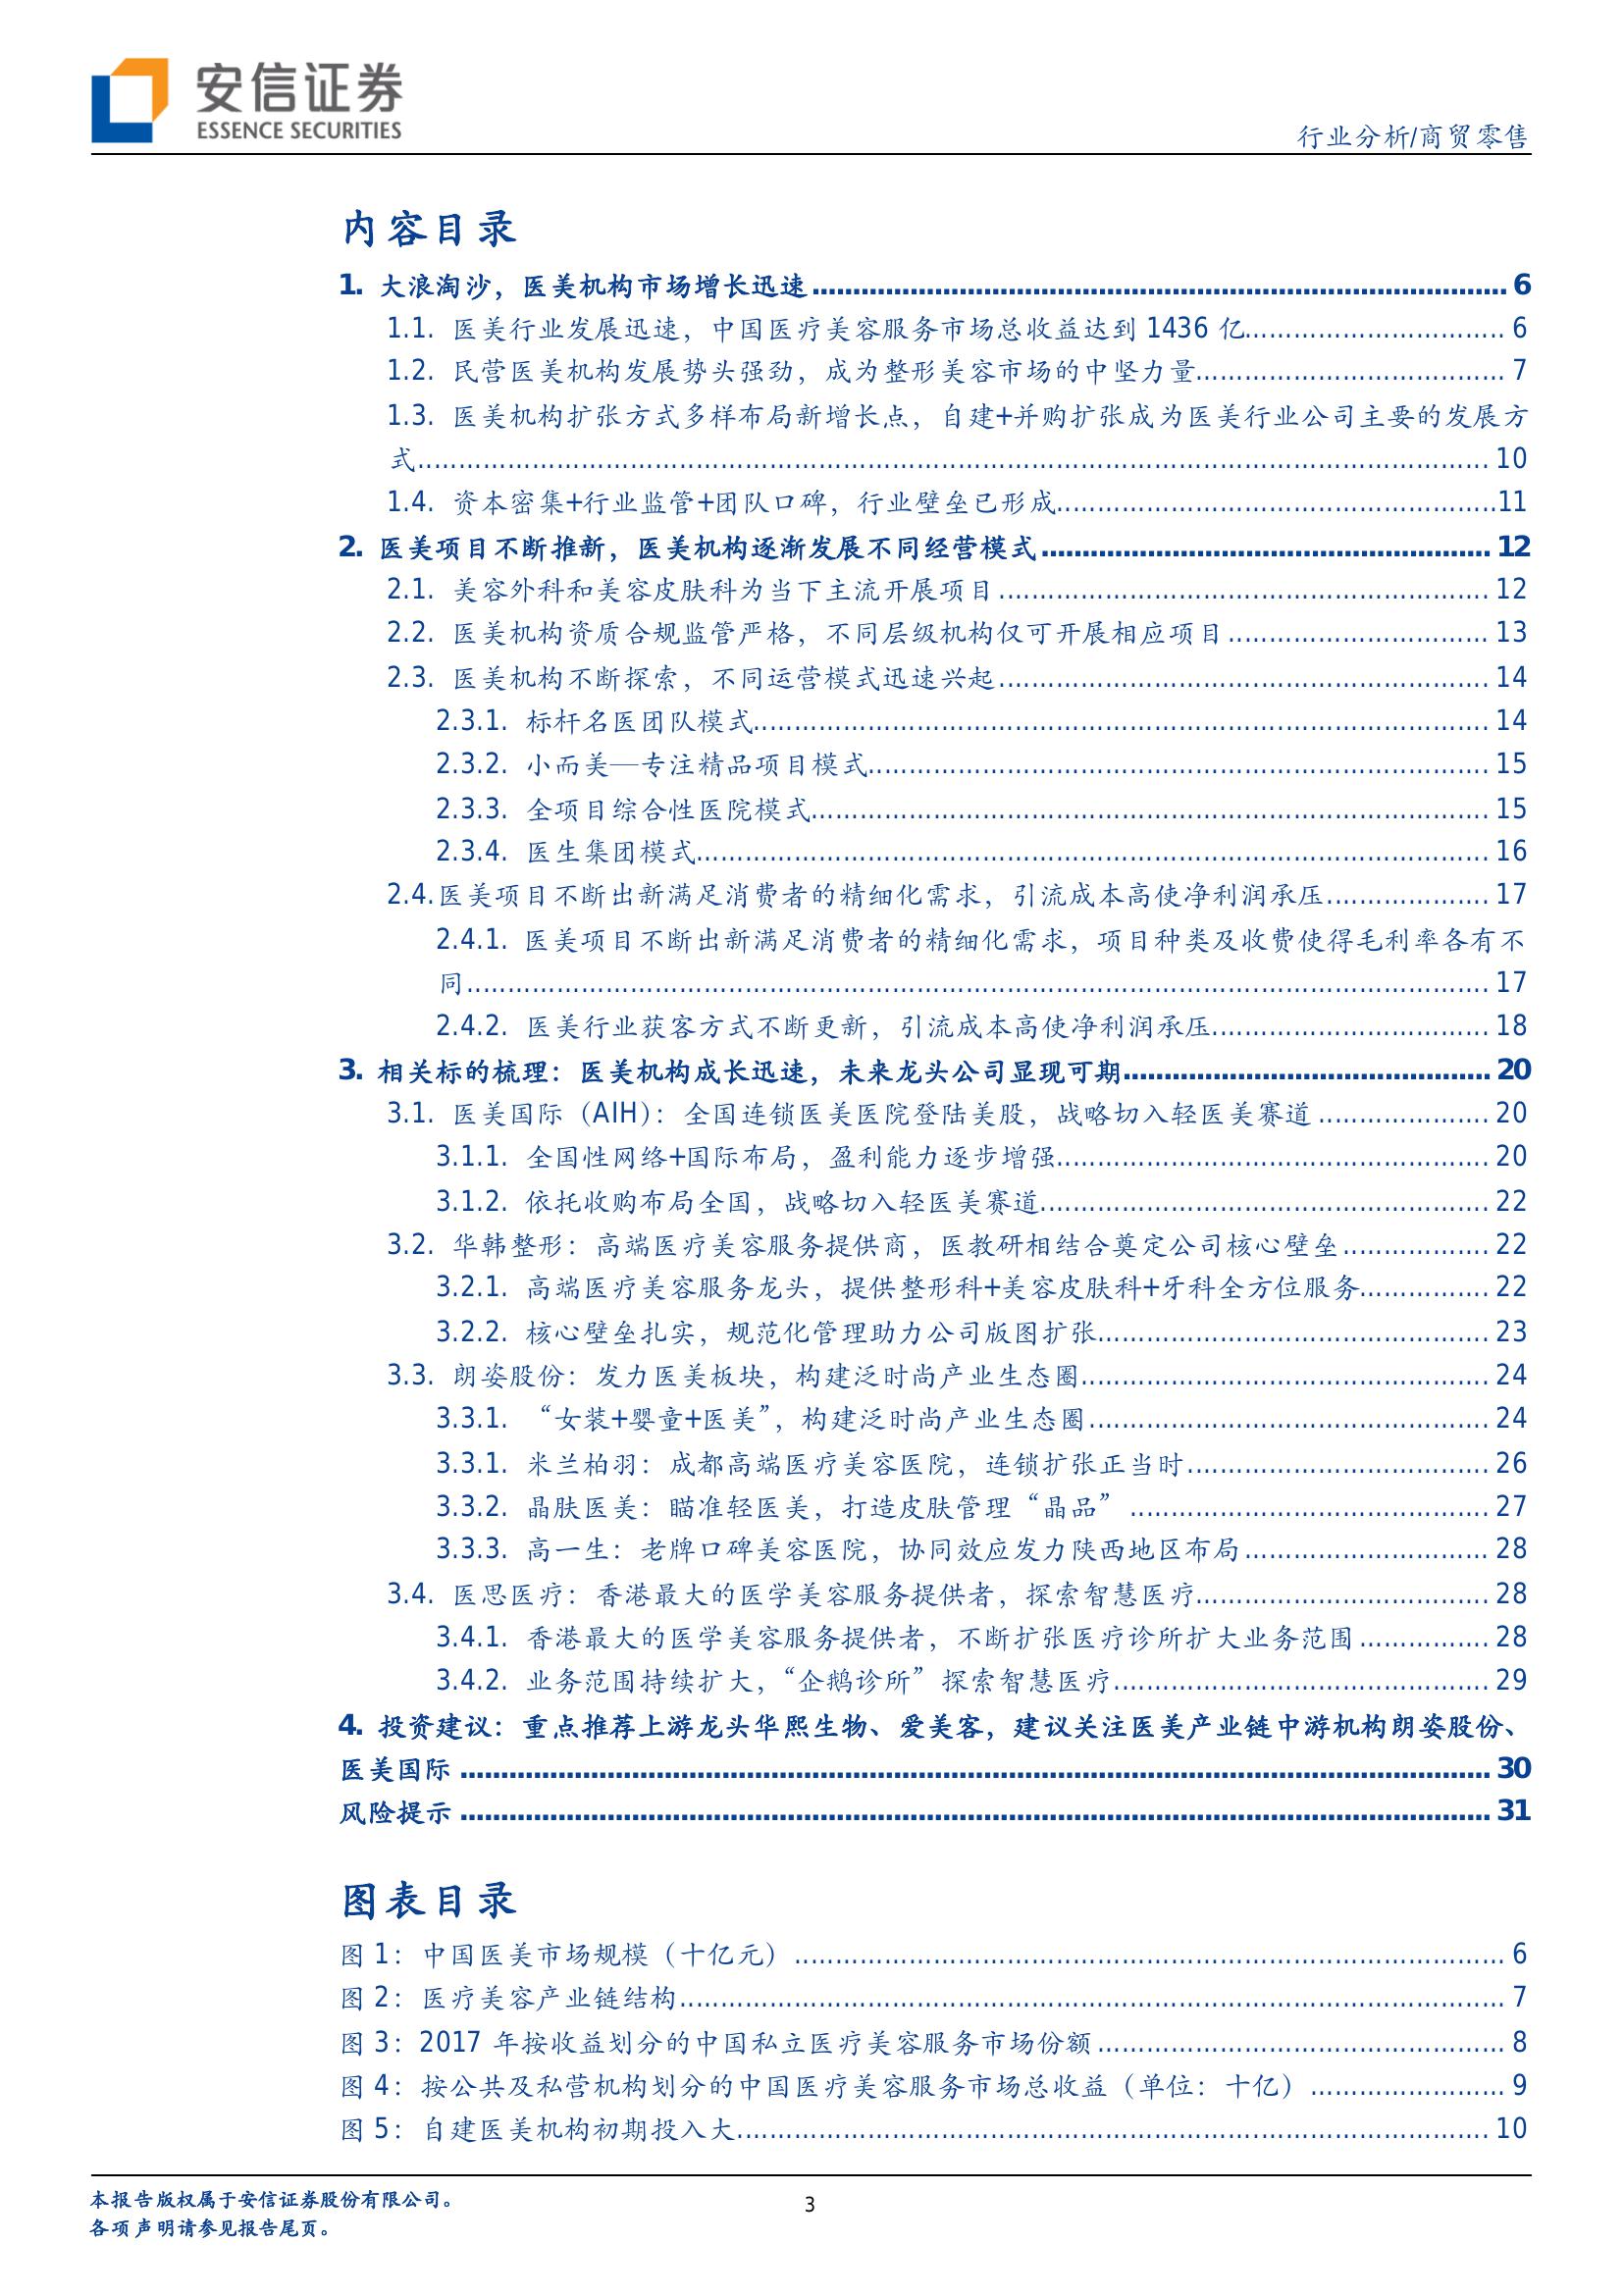 安信证券
ESSENCE SECURITIES
行业分析/商贸零售
内容目录
1. 大浪淘沙，医美机构市场增长迅速 6
1.1. 医美行业发展迅速，中国医疗美容服务市场总收益达到 1436 亿 6
1.2. 民营医美机构发展势头强劲，成为整形美容市场的中坚力量 7
1.3. 医美机构扩张方式多样布局新增长点，自建+并购扩张成为医美行业公司主要的发展方
式 10
1.4. 资本密集+行业监管+团队口碑，行业壁垒已形成 11
2. 医美项目不断推新，医美机构逐渐发展不同经营模式 12
2.1. 美容外科和美容皮肤科为当下主流开展项目 12
2.2. 医美机构资质合规监管严格，不同层级机构仅可开展相应项目 13
2.3. 医美机构不断探索，不同运营模式迅速兴起 14
2.3.1. 标杆名医团队模式 14
2.3.2. 小而美—专注精品项目模式 15
2.3.3. 全项目综合性医院模式 15
2.3.4. 医生集团模式 16
2.4. 医美项目不断出新满足消费者的精细化需求，引流成本高使净利润承压 17
2.4.1. 医美项目不断出新满足消费者的精细化需求，项目种类及收费使得毛利率各有不
同 17
2.4.2. 医美行业获客方式不断更新，引流成本高使净利润承压 18
3. 相关标的梳理：医美机构成长迅速，未来龙头公司显现可期 20
3.1. 医美国际（AIH）：全国连锁医美医院登陆美股，战略切入轻医美赛道 20
3.1.1. 全国性网络+国际布局，盈利能力逐步增强 20
3.1.2. 依托收购布局全国，战略切入轻医美赛道 22
3.2. 华韩整形：高端医疗美容服务提供商，医教研相结合奠定公司核心壁垒 22
3.2.1. 高端医疗美容服务龙头，提供整形科+美容皮肤科+牙科全方位服务 22
3.2.2. 核心壁垒扎实，规范化管理助力公司版图扩张 23
3.3. 朗姿股份：发力医美板块，构建泛时尚产业生态圈 24
3.3.1. “女装+婴童+医美”，构建泛时尚产业生态圈 24
3.3.1. 米兰柏羽：成都高端医疗美容医院，连锁扩张正当时 26
3.3.2. 晶肤医美：瞄准轻医美，打造皮肤管理“晶品” 27
3.3.3. 高一生：老牌口碑美容医院，协同效应发力陕西地区布局 28
3.4. 医思医疗：香港最大的医学美容服务提供者，探索智慧医疗 28
3.4.1. 香港最大的医学美容服务提供者，不断扩张医疗诊所扩大业务范围 28
3.4.2. 业务范围持续扩大，“企鹅诊所”探索智慧医疗 29
4. 投资建议：重点推荐上游龙头华熙生物、爱美客，建议关注医美产业链中游机构朗姿股份、
医美国际 30
风险提示 31
图表目录
图 1：中国医美市场规模（十亿元） 6
图 2：医疗美容产业链结构 7
图 3：2017 年按收益划分的中国私立医疗美容服务市场份额 8
图 4：按公共及私营机构划分的中国医疗美容服务市场总收益（单位：十亿） 9
图 5：自建医美机构初期投入大 10
本报告版权属于安信证券股份有限公司。
各项声明请参见报告尾页。
3